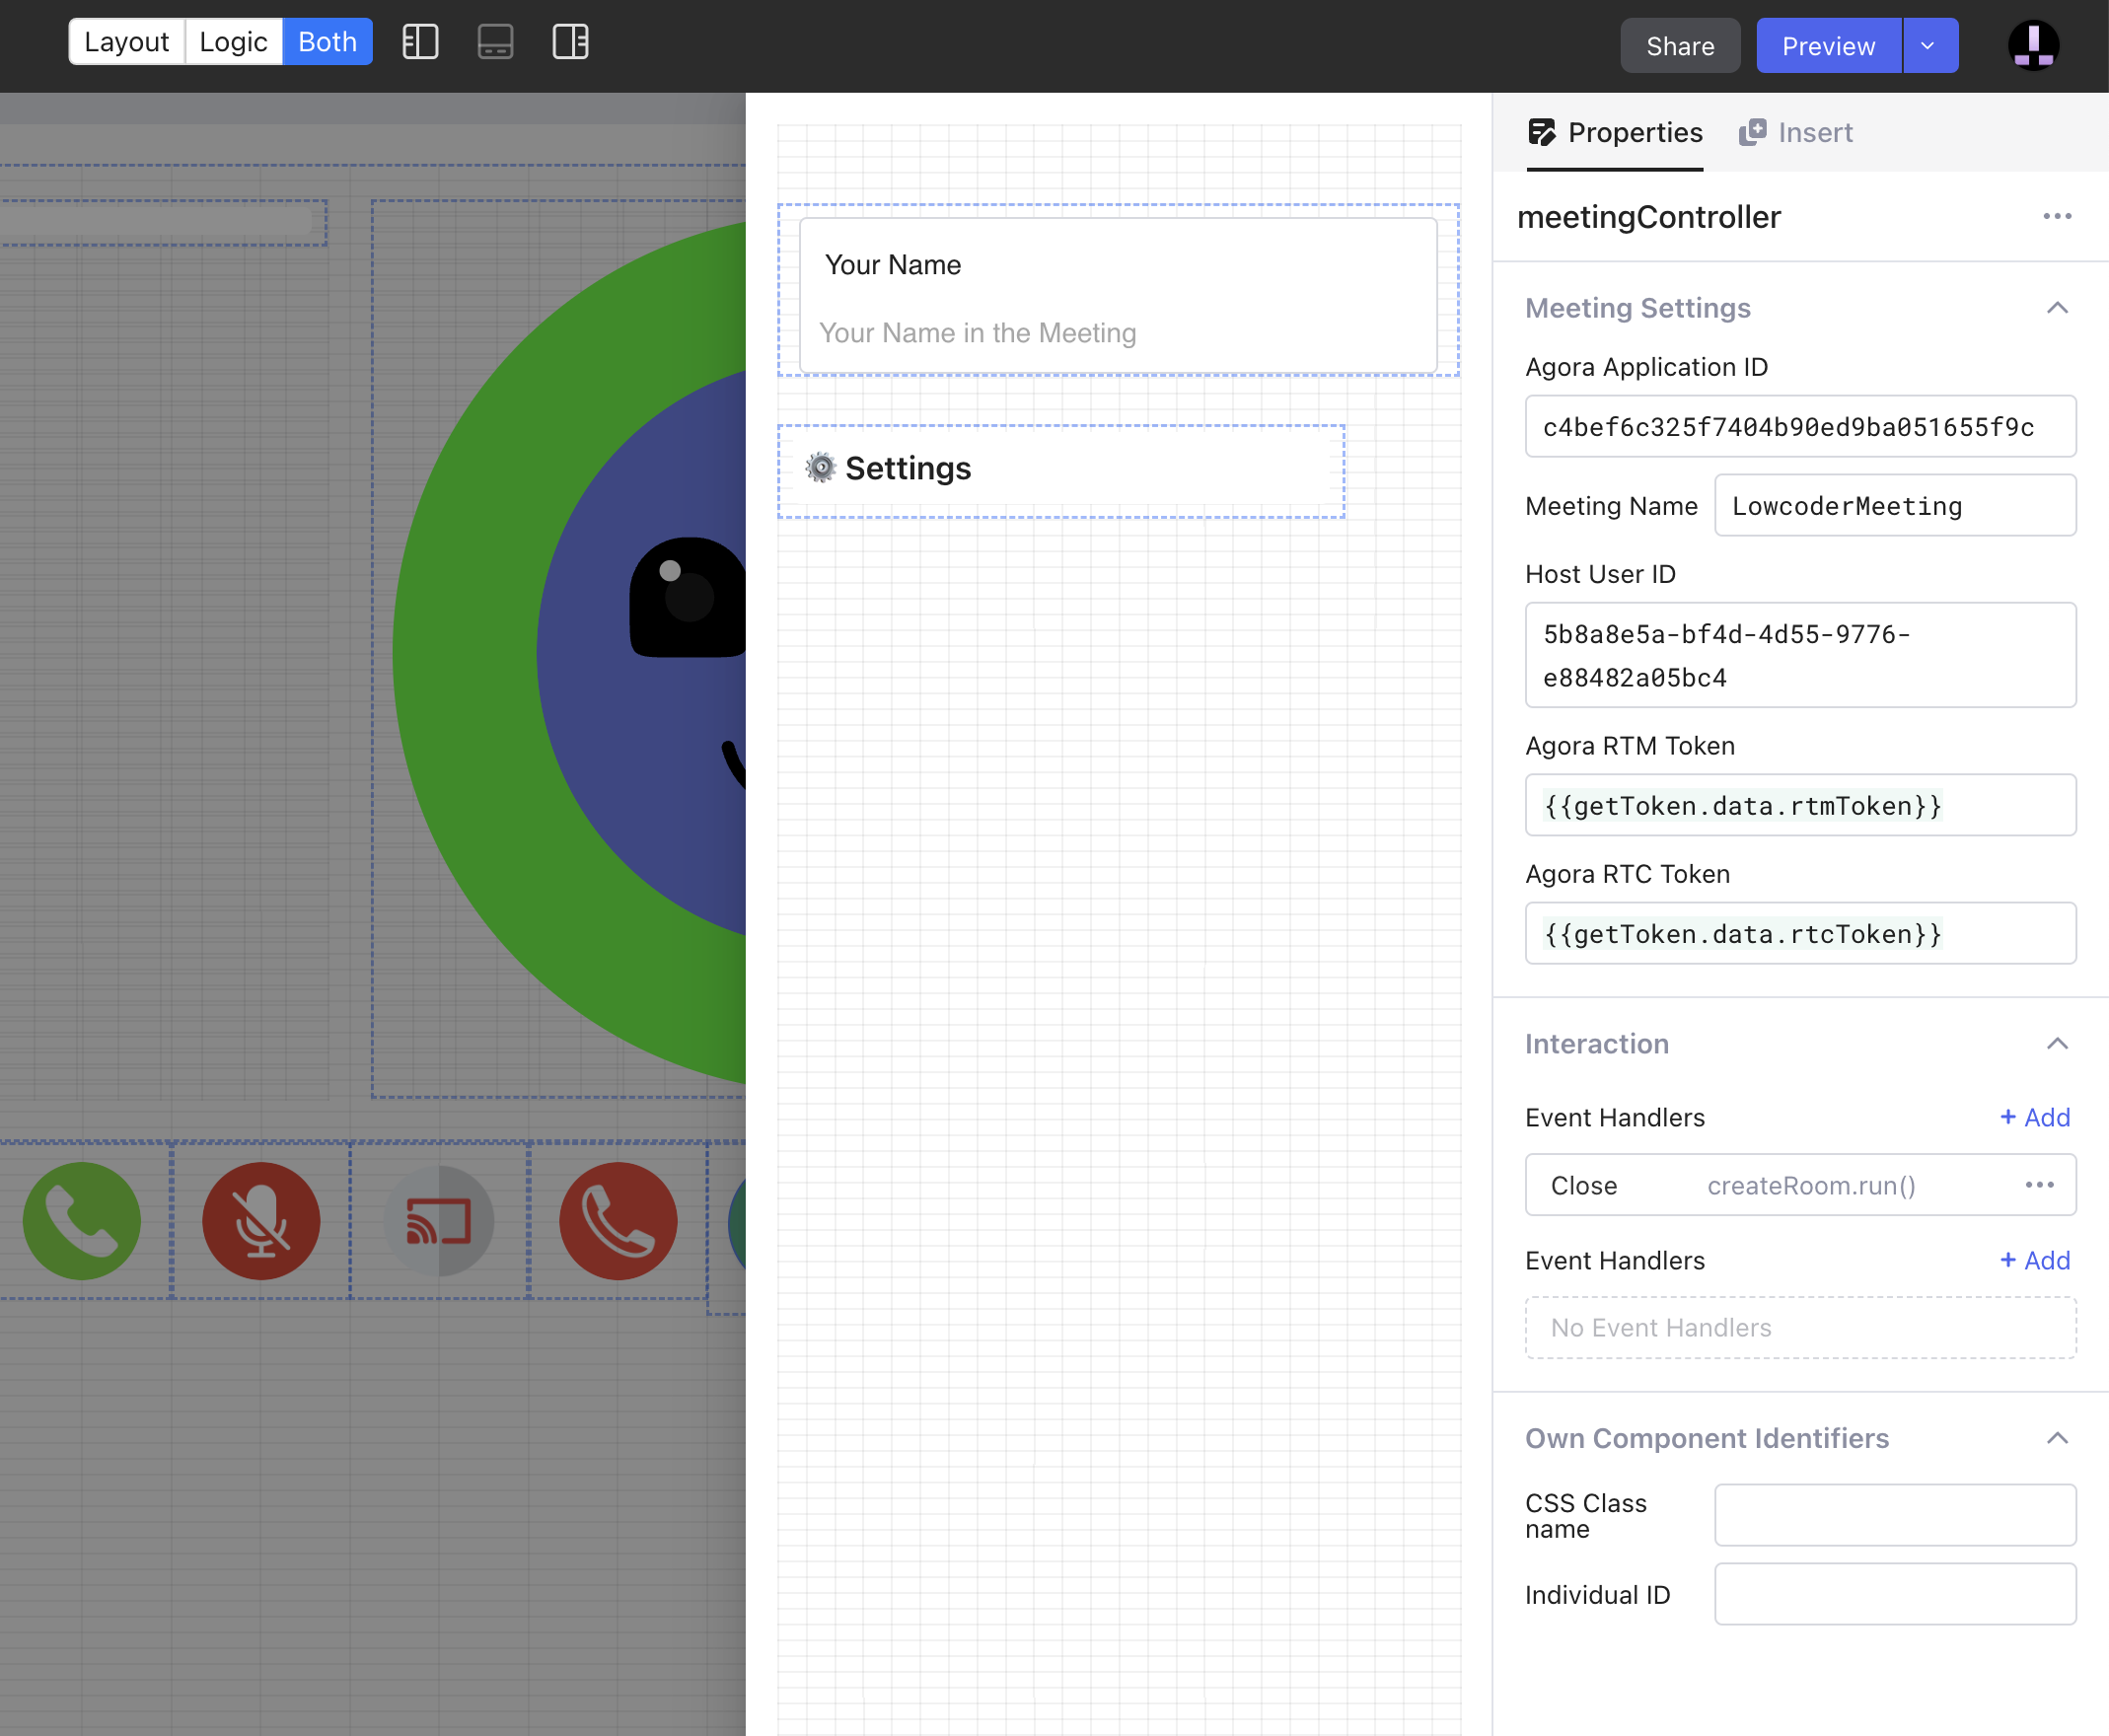 Layout
Logic
Both
Share
Preview
Your Name
Your Name in the Meeting
Settings
Properties
Insert
meetingController
Meeting Settings
Agora Application ID
c4bef6c325f7404b90ed9ba051655f9c
Meeting Name
LowcoderMeeting
Host User ID
5b8a8e5a-bf4d-4d55-9776-
e88482a05bc4
Agora RTM Token
{{getToken.data.rtmToken}}
Agora RTC Token
{{getToken.data.rtcToken}}
Interaction
Event Handlers
+ Add
Close
createRoom.run()
Event Handlers
+ Add
No Event Handlers
Own Component Identifiers
CSS Class
name
Individual ID